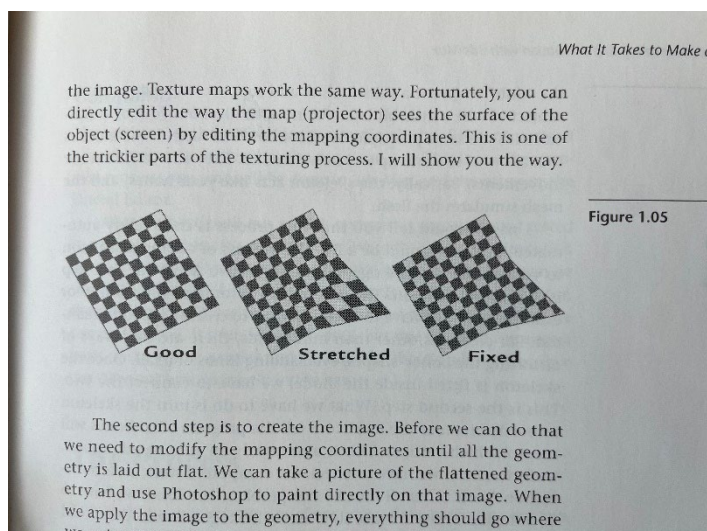 What It Takes to Make
the image. Texture maps work the same way. Fortunately, you can
directly edit the way the map (projector) sees the surface of the
object (screen) by editing the mapping coordinates. This is one of
the trickier parts of the texturing process. I will show you the way.
Figure 1.05
Good
Stretched
Fixed
The second step is to create the image. Before we can do that
we need to modify the mapping coordinates until all the geom-
etry is laid out flat. We can take a picture of the flattened geom-
etry and use Photoshop to paint directly on that image. When
we apply the image to the geometry, everything should go where